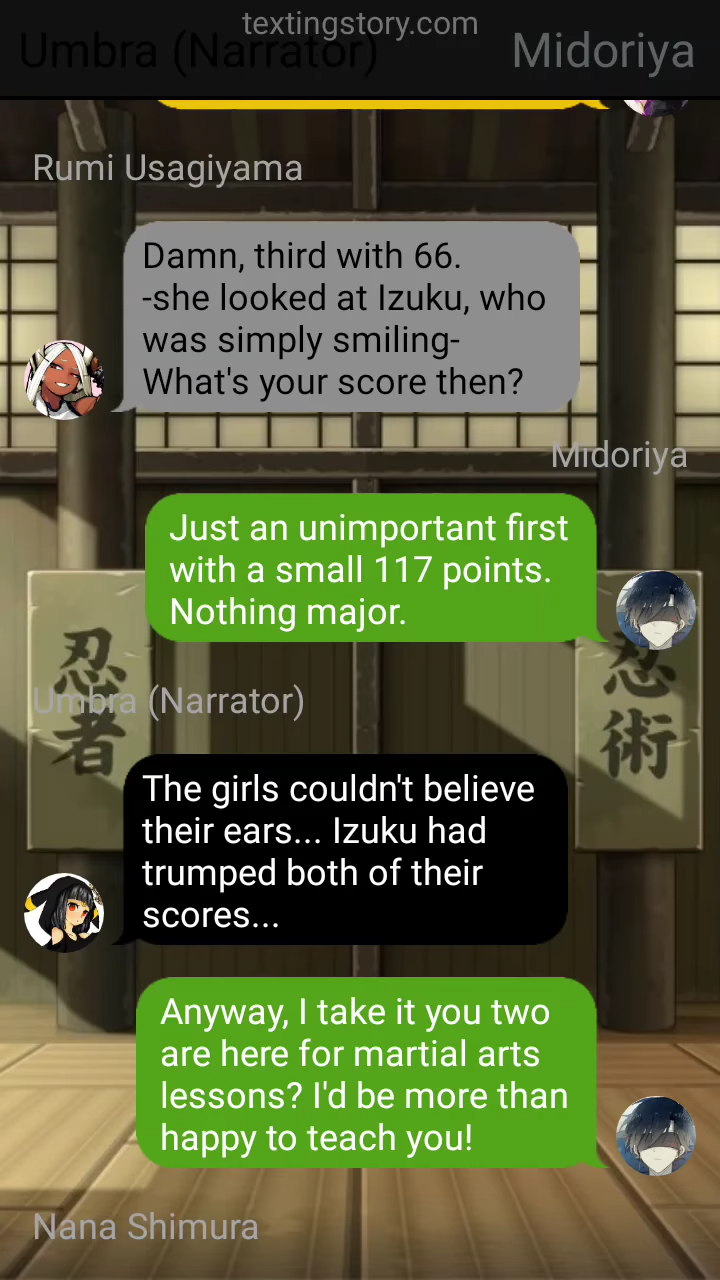 textingstory.com
Umbra (Narrator) Midoriya
Rumi Usagiyama
Damn, third with 66.
-she looked at Izuku, who
was simply smiling-
What's your score then?
Midoriya
Just an unimportant first
with a small 117 points.
Nothing major.
忍者
忍術
Umbra (Narrator)
The girls couldn't believe
their ears... Izuku had
trumped both of their
scores...
Anyway, I take it you two
are here for martial arts
lessons? I'd be more than
happy to teach you!
Nana Shimura